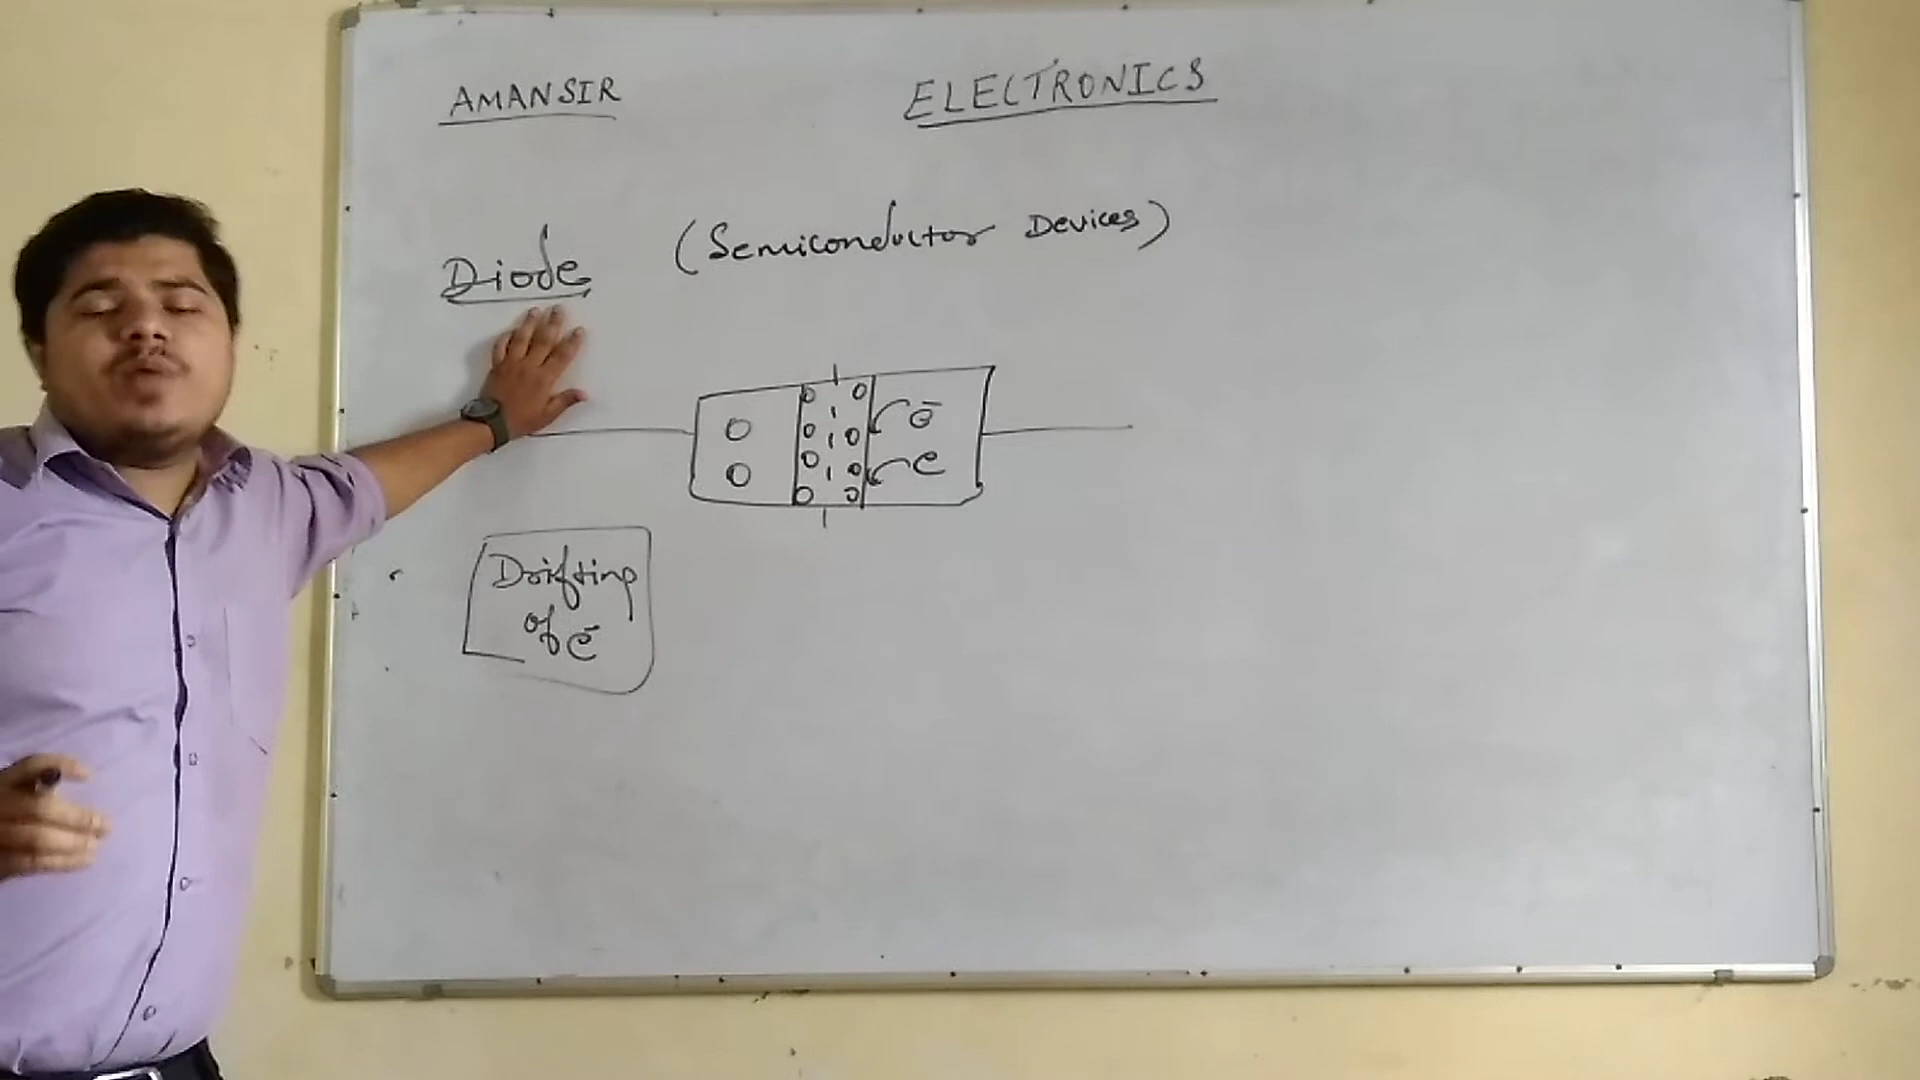 AMANSIR
ELECTRONICS
Diode (Semiconductor Devices)
e-
e
Drifting
of e-